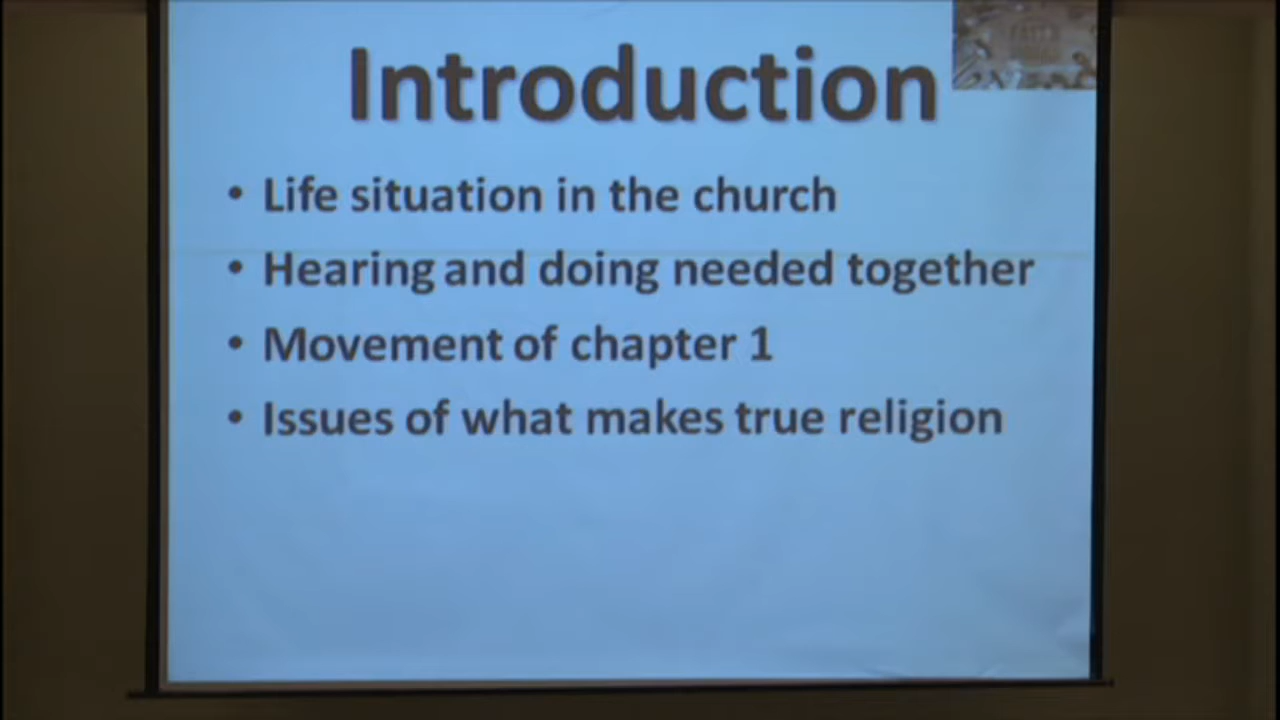 Introduction
• Life situation in the church
• Hearing and doing needed together
• Movement of chapter 1
• Issues of what makes true religion